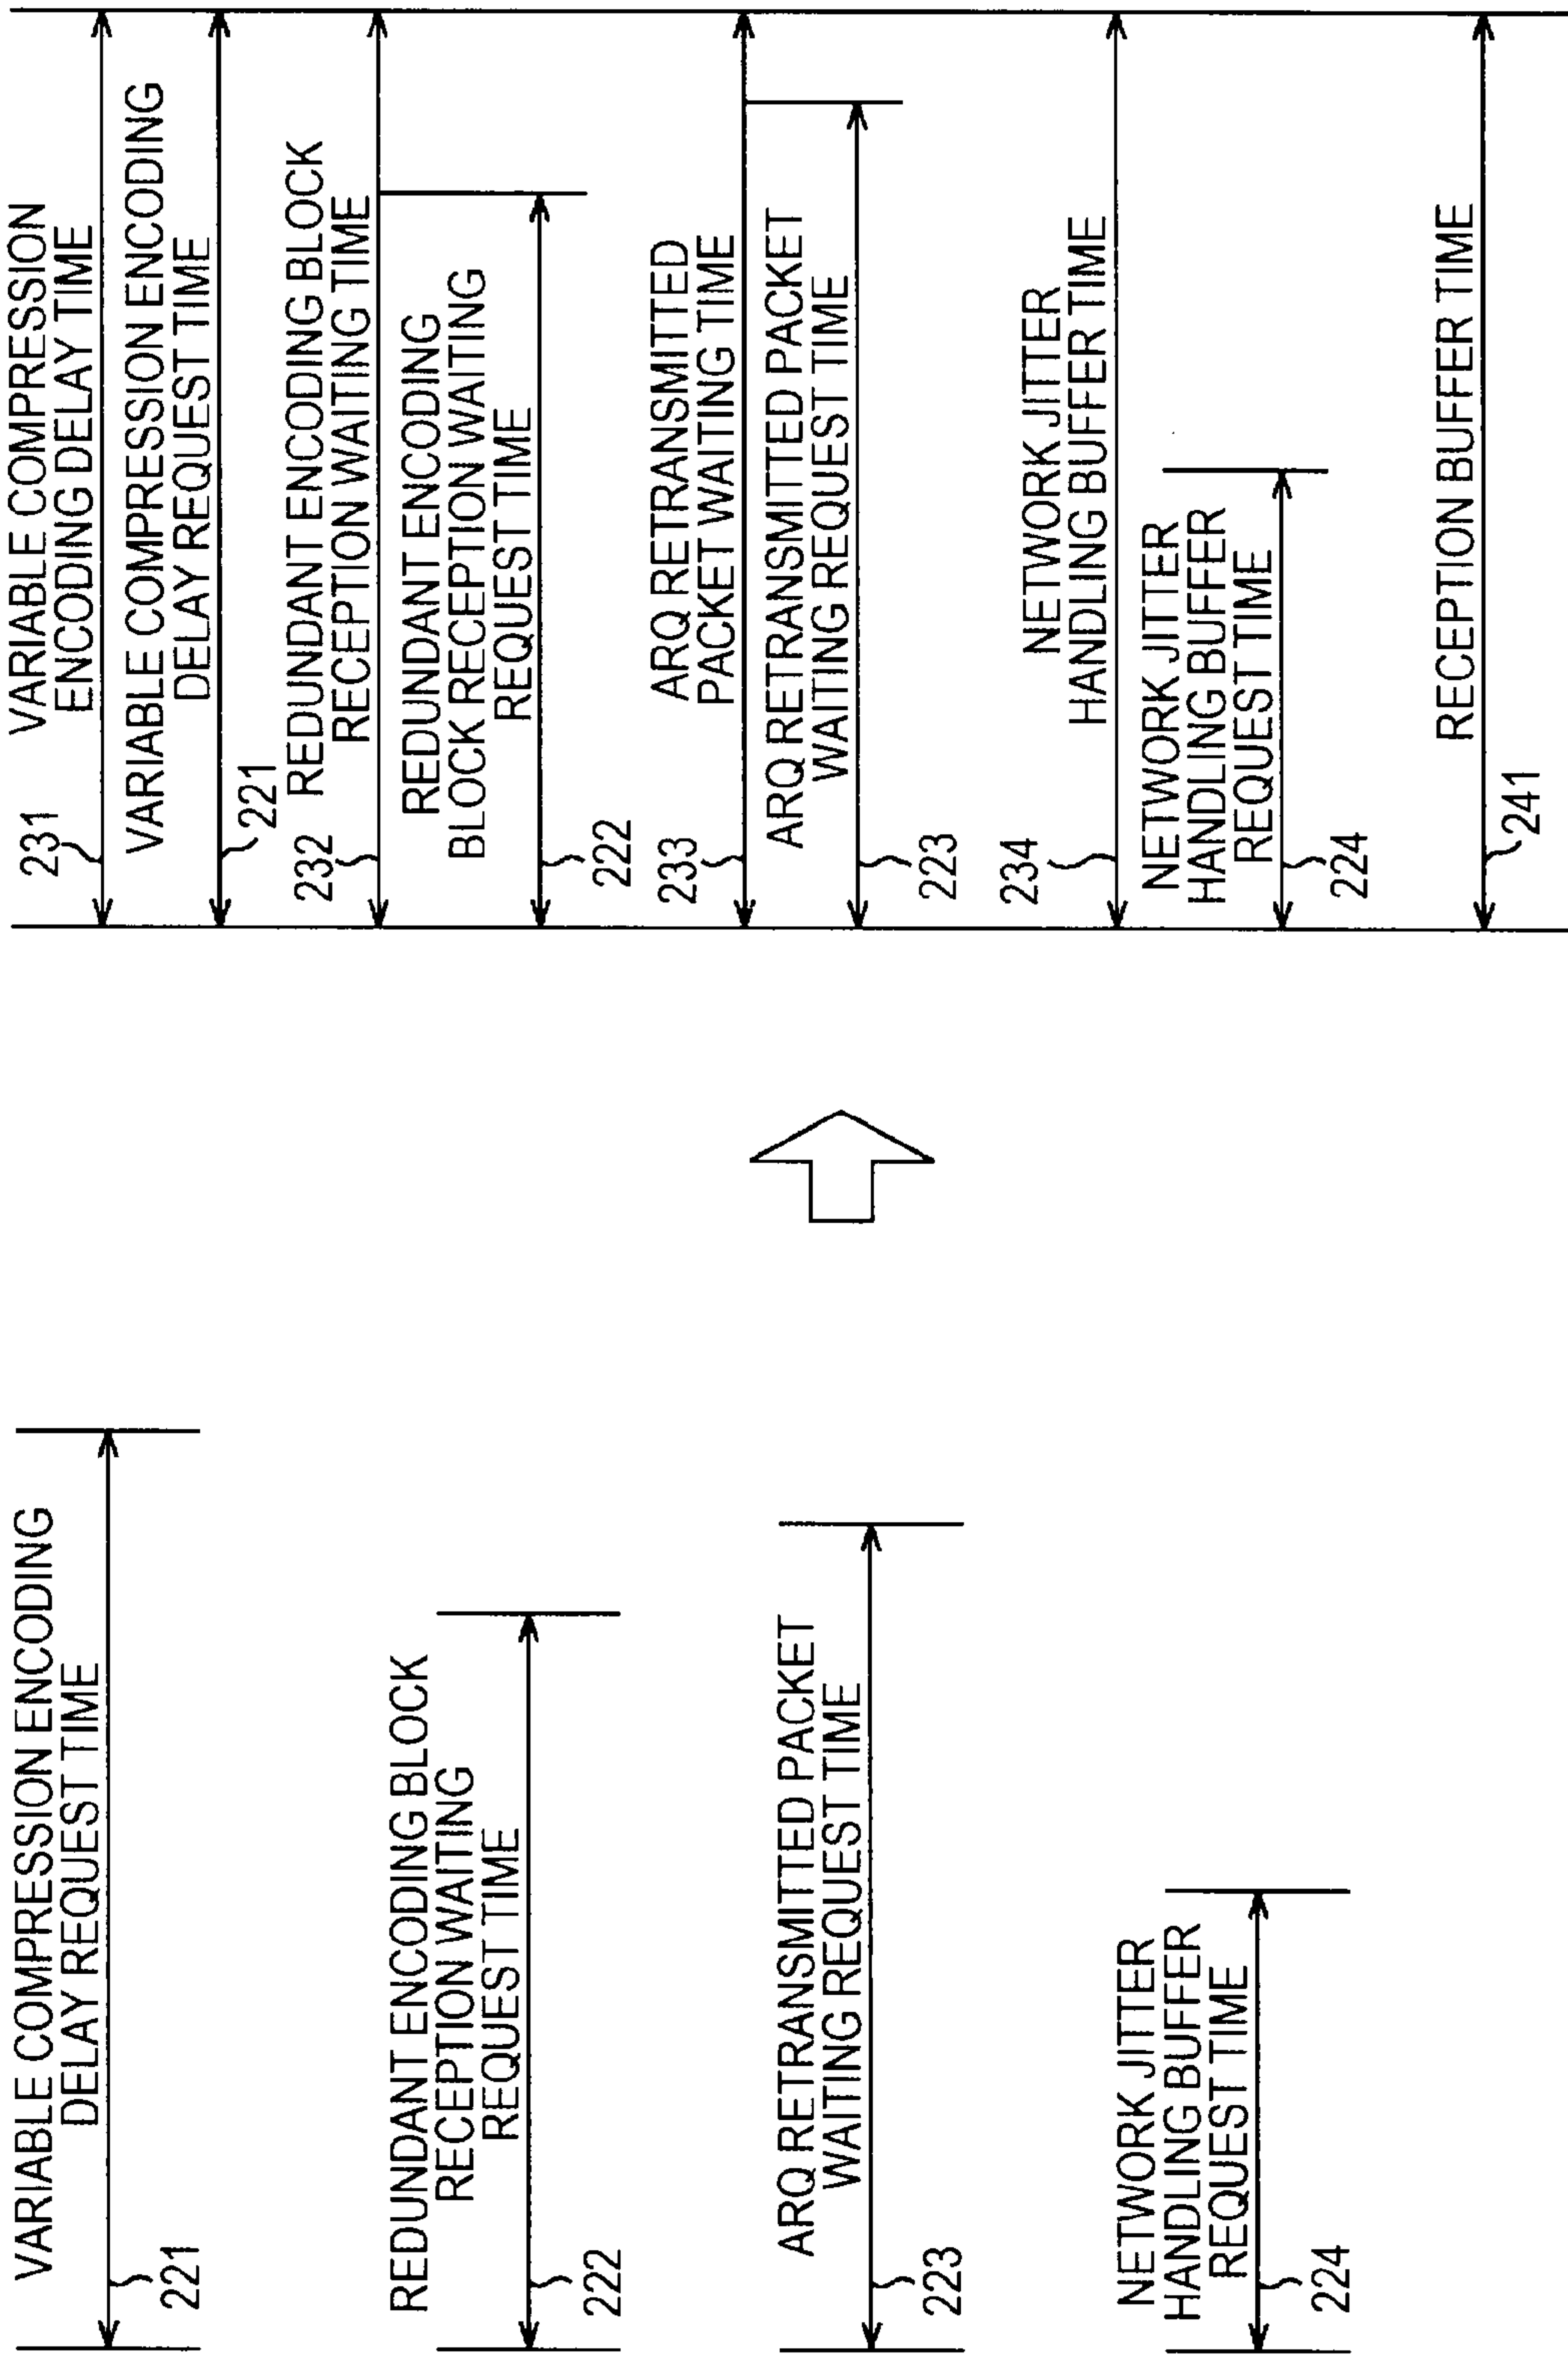 VARIABLE COMPRESSION ENCODING
DELAY REQUEST TIME
221
REDUNDANT ENCODING BLOCK
RECEPTION WAITING
REQUEST TIME
222
ARQ RETRANSMITTED PACKET
WAITING REQUEST TIME
223
NETWORK JITTER
HANDLING BUFFER
REQUEST TIME
224
VARIABLE COMPRESSION
ENCODING DELAY TIME
231
VARIABLE COMPRESSION ENCODING
DELAY REQUEST TIME
221
REDUNDANT ENCODING BLOCK
RECEPTION WAITING TIME
232
REDUNDANT ENCODING
BLOCK RECEPTION WAITING
REQUEST TIME
222
ARQ RETRANSMITTED
PACKET WAITING TIME
233
ARQ RETRANSMITTED PACKET
WAITING REQUEST TIME
223
NETWORK JITTER
HANDLING BUFFER TIME
234
NETWORK JITTER
HANDLING BUFFER
REQUEST TIME
224
RECEPTION BUFFER TIME
241